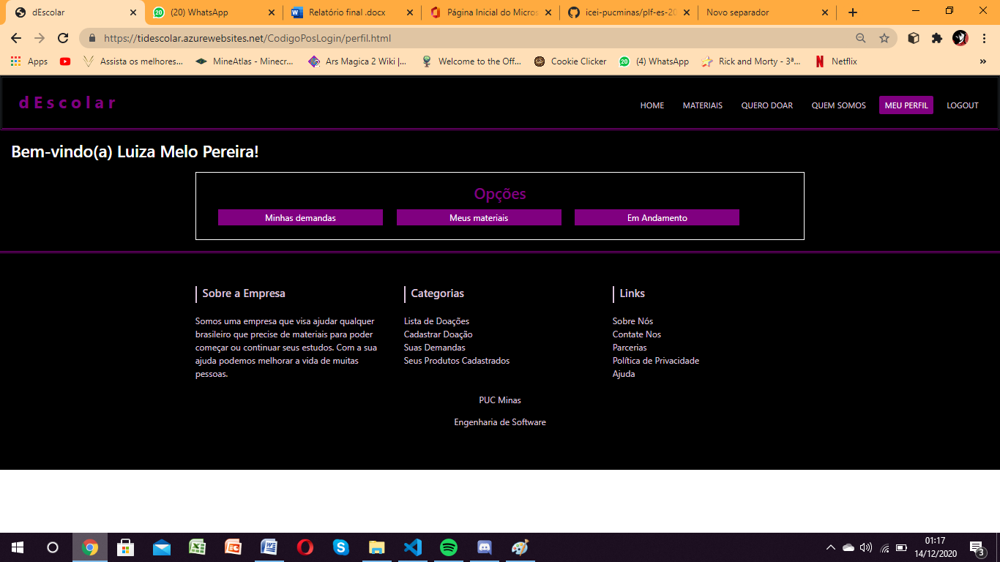 dEscolar
(20) WhatsApp
Relatório final .docx
Página Inicial do Micros
icei-pucminas/plf-es-20
Novo separador
https://tidescolar.azurewebsites.net/CodigoPosLogin/perfil.html
Apps
Assista os melhores...
MineAtlas - Minecr...
Ars Magica 2 Wiki |...
Welcome to the Off...
Cookie Clicker
(4) WhatsApp
Rick and Morty - 3ª...
Netflix
»
dEscolar
HOME
MATERIAIS
QUERO DOAR
QUEM SOMOS
MEU PERFIL
LOGOUT
Bem-vindo(a) Luiza Melo Pereira!
Opções
Minhas demandas
Meus materiais
Em Andamento
Sobre a Empresa
Somos uma empresa que visa ajudar qualquer
brasileiro que precise de materiais para poder
começar ou continuar seus estudos. Com a sua
ajuda podemos melhorar a vida de muitas
pessoas.
Categorias
Lista de Doações
Cadastrar Doação
Suas Demandas
Seus Produtos Cadastrados
Links
Sobre Nós
Contate Nos
Parcerias
Política de Privacidade
Ajuda
PUC Minas
Engenharia de Software
01:17
14/12/2020
3